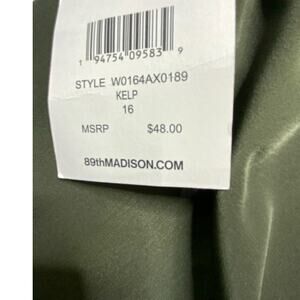 1 94754 09583 9
STYLE W0164AX0189
KELP
16
MSRP $48.00
89thMADISON.COM